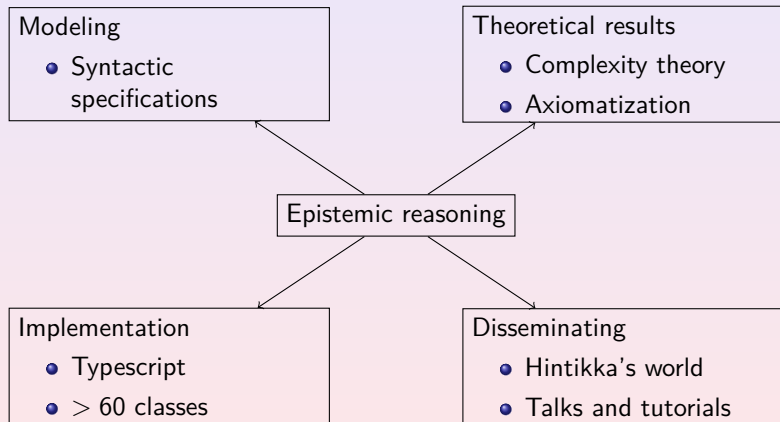 Modeling
Syntactic
specifications
Theoretical results
Complexity theory
Axiomatization
Epistemic reasoning
Implementation
Typescript
> 60 classes
Disseminating
Hintikka's world
Talks and tutorials